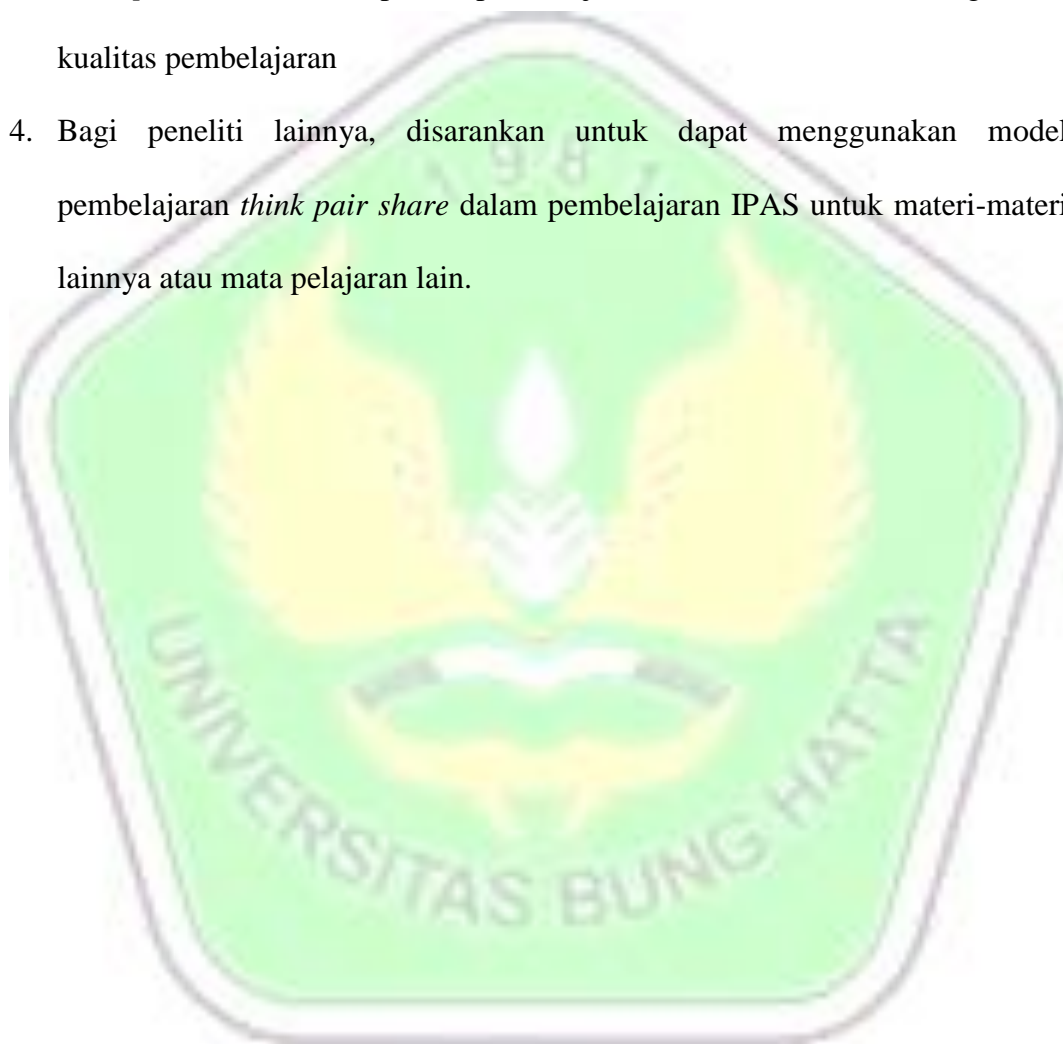 kualitas pembelajaran
4. Bagi peneliti lainnya, disarankan untuk dapat menggunakan model
pembelajaran think pair share dalam pembelajaran IPAS untuk materi-materi
lainnya atau mata pelajaran lain.
1981
UNIVERSITAS BUNG HATTA